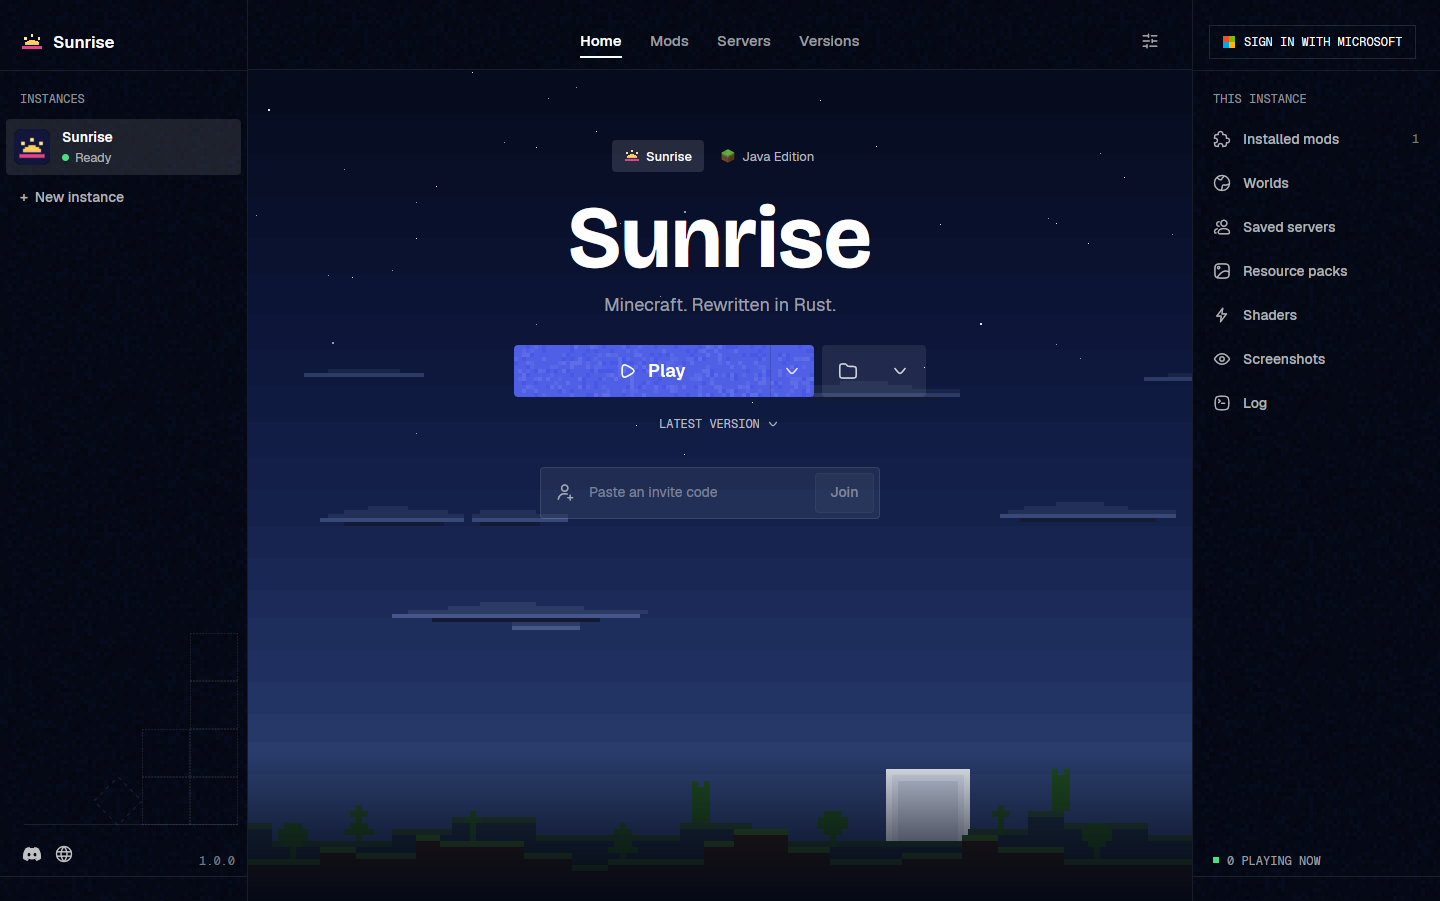 Sunrise
INSTANCES
Sunrise
Ready
+ New instance
1.0.0
Home Mods Servers Versions
Sunrise Java Edition
Sunrise
Minecraft. Rewritten in Rust.
Play
LATEST VERSION
Paste an invite code Join
SIGN IN WITH MICROSOFT
THIS INSTANCE
Installed mods 1
Worlds
Saved servers
Resource packs
Shaders
Screenshots
Log
0 PLAYING NOW